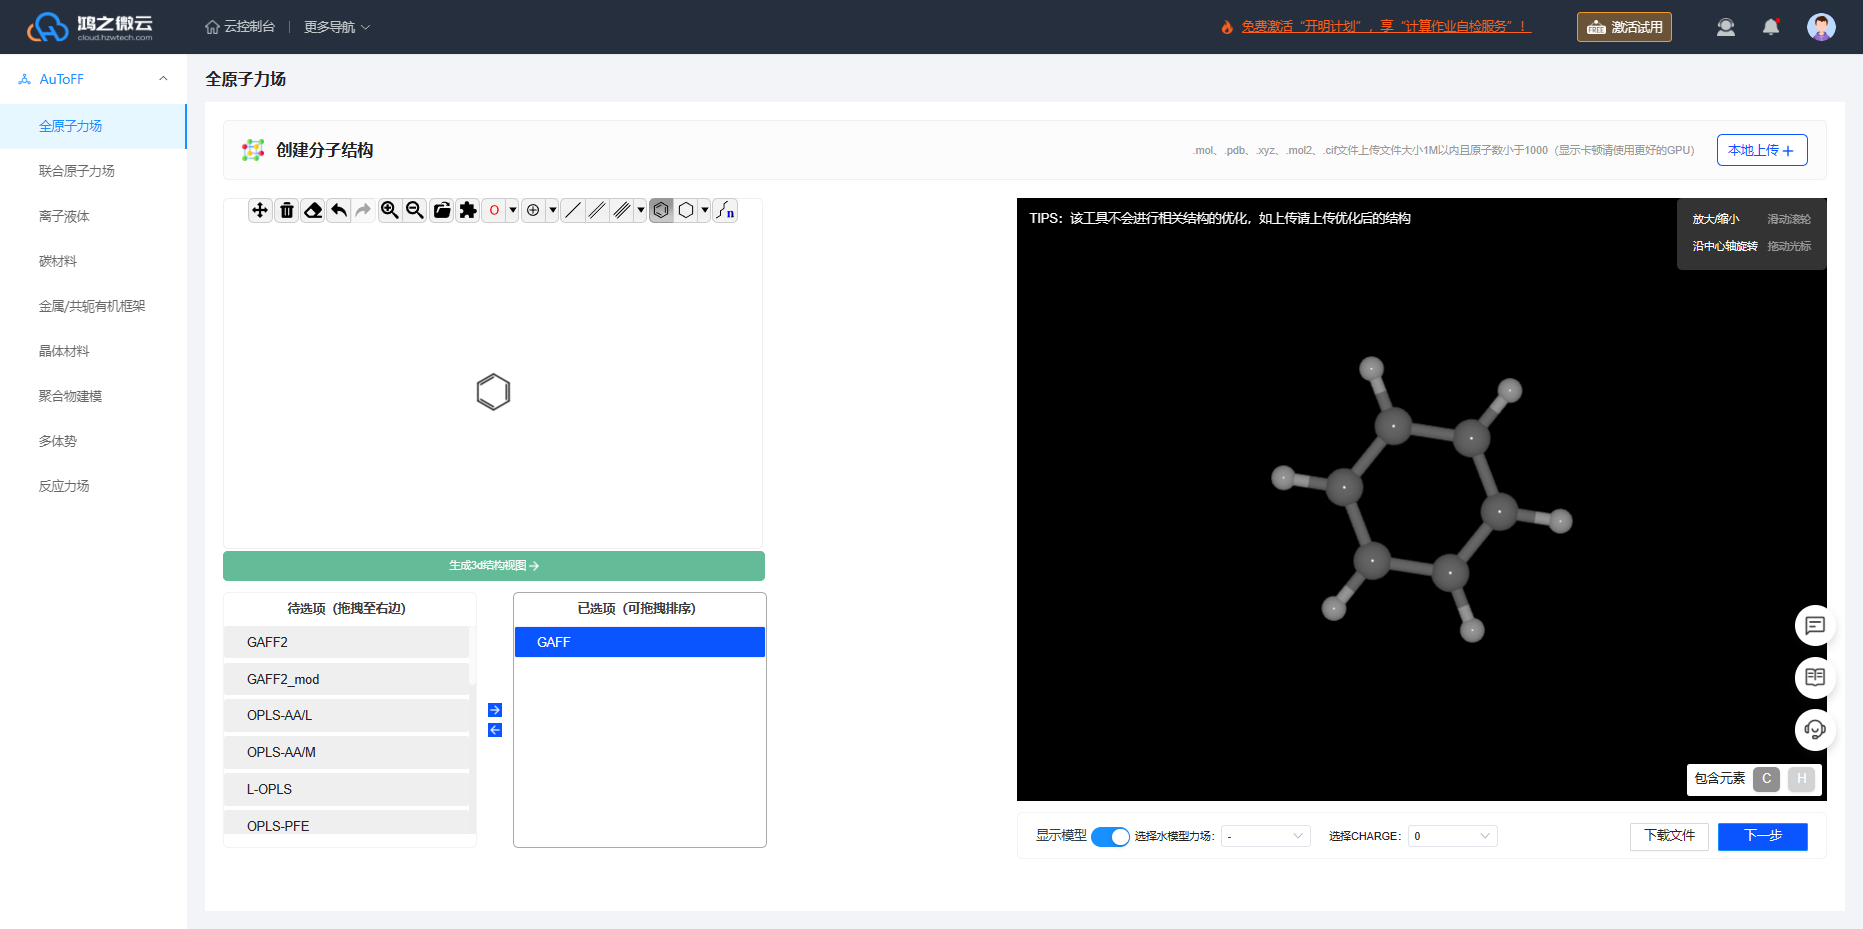 鸿之微云
cloud.hzwtech.com
云控制台
更多导航
免费激活“开明计划”，享“计算作业自检服务”！
FREE 激活试用
AuToFF
全原子力场
联合原子力场
离子液体
碳材料
金属/共轭有机框架
晶体材料
聚合物建模
多体势
反应力场
全原子力场
创建分子结构
.mol、.pdb、.xyz、.mol2、.cif文件上传文件大小1M以内且原子数小于1000（显示卡顿请使用更好的GPU）
本地上传
O
n
生成3d结构视图
待选项（拖拽至右边）
GAFF2
GAFF2_mod
OPLS-AA/L
OPLS-AA/M
L-OPLS
OPLS-PFE
已选项（可拖拽排序）
GAFF
TIPS：该工具不会进行相关结构的优化，如上传请上传优化后的结构
放大/缩小 滑动滚轮
沿中心轴旋转 拖动光标
包含元素 C H
显示模型 选择水模型力场： - 选择CHARGE： 0
下载文件
下一步